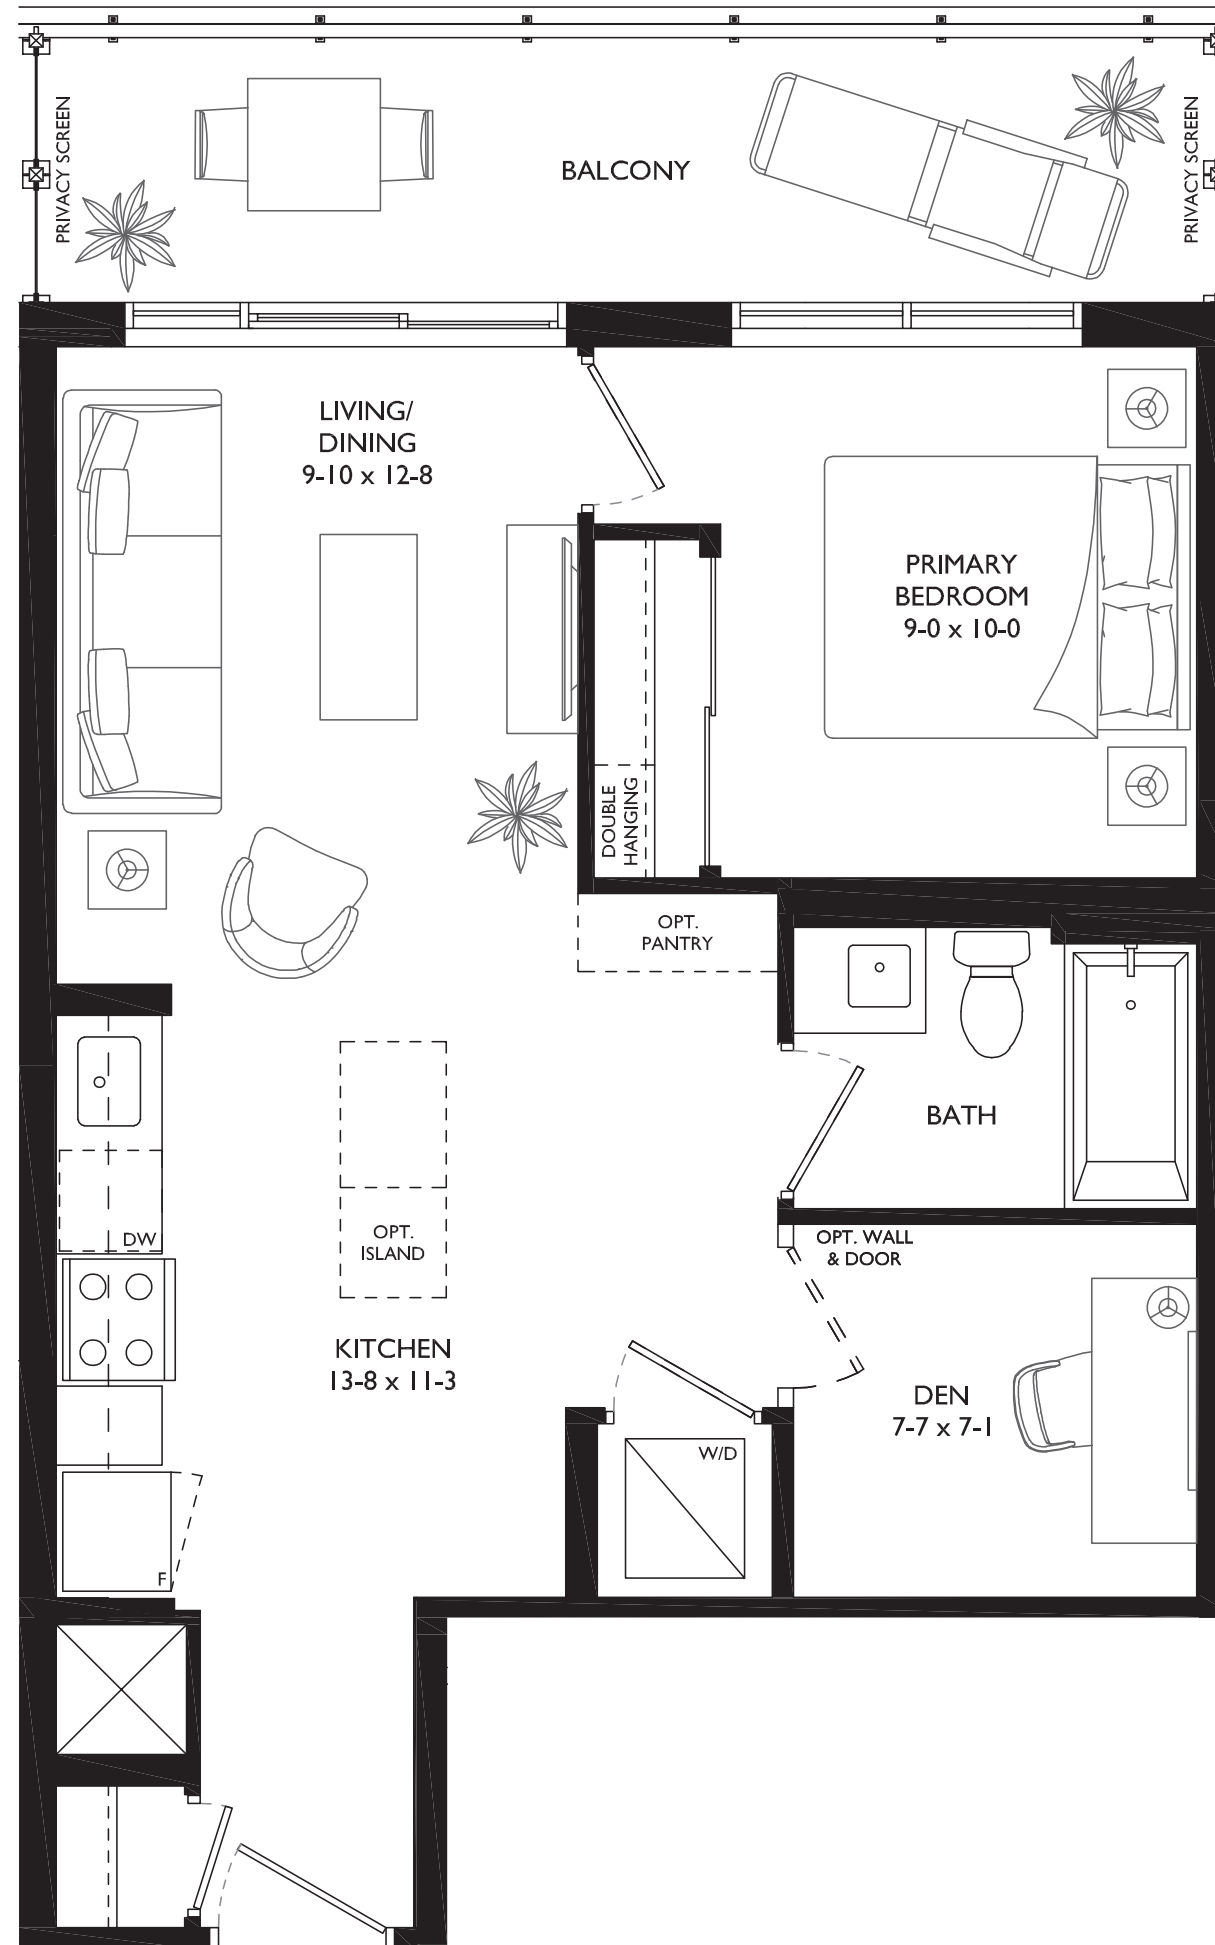 PRIVACY SCREEN
BALCONY
PRIVACY SCREEN
LIVING/
DINING
9-10 x 12-8
PRIMARY
BEDROOM
9-0 x 10-0
DOUBLE
HANGING
OPT.
PANTRY
BATH
OPT.
ISLAND
DW
OPT. WALL
& DOOR
KITCHEN
13-8 x 11-3
DEN
7-7 x 7-1
W/D
F